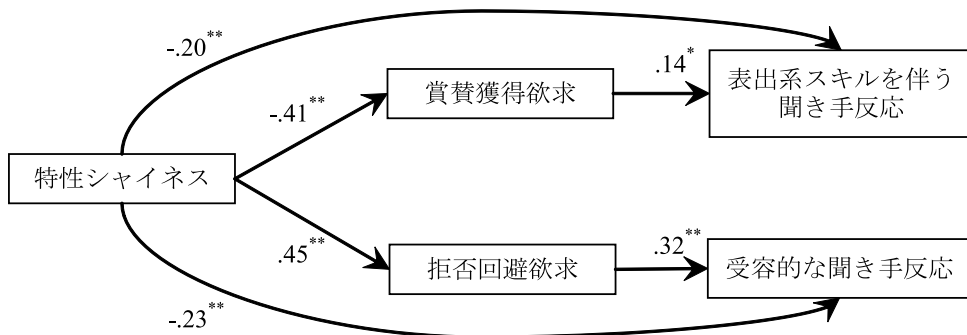 -.20**
.14*
表出系スキルを伴う
聞き手反応
賞賛獲得欲求
-.41**
特性シャイネス
.45**
拒否回避欲求
.32**
受容的な聞き手反応
-.23**